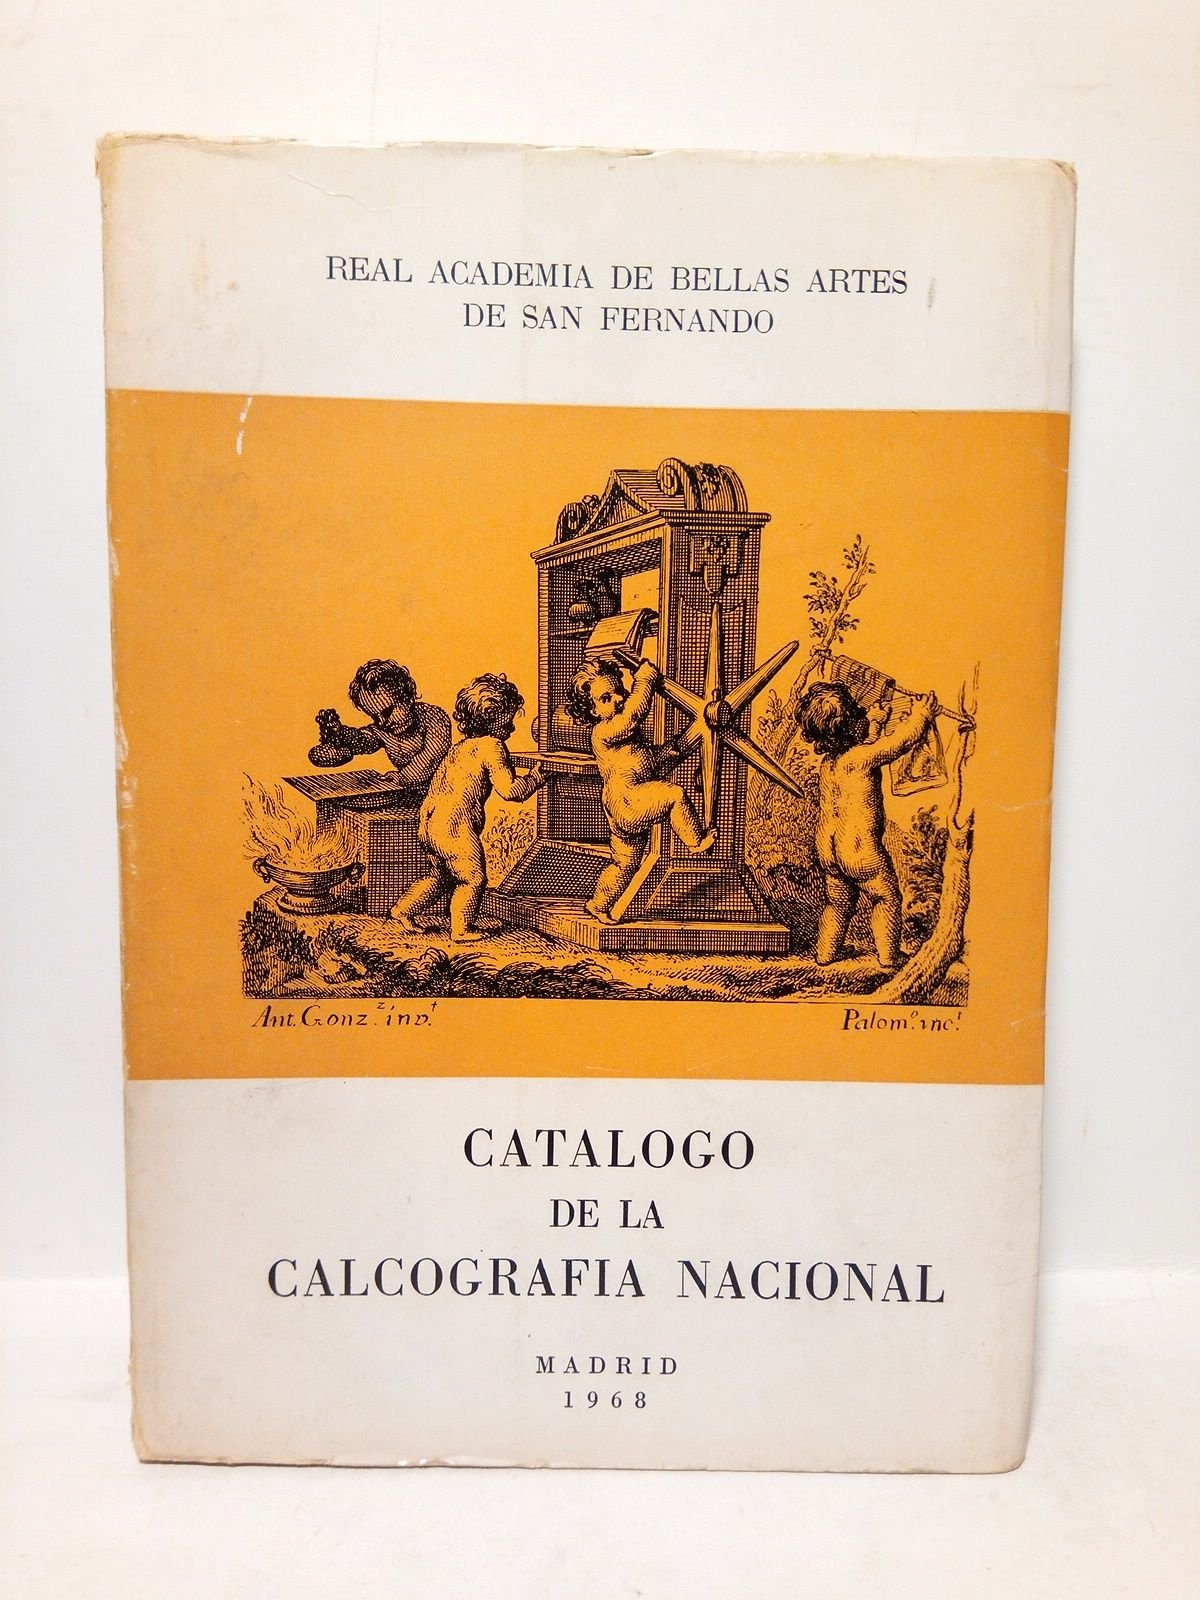 REAL ACADEMIA DE BELLAS ARTES
DE SAN FERNANDO
Ant. Gonz.ᶻ inv.ᵗ
Palom.ᵒ inc.ᵗ
CATALOGO
DE LA
CALCOGRAFIA NACIONAL
MADRID
1968